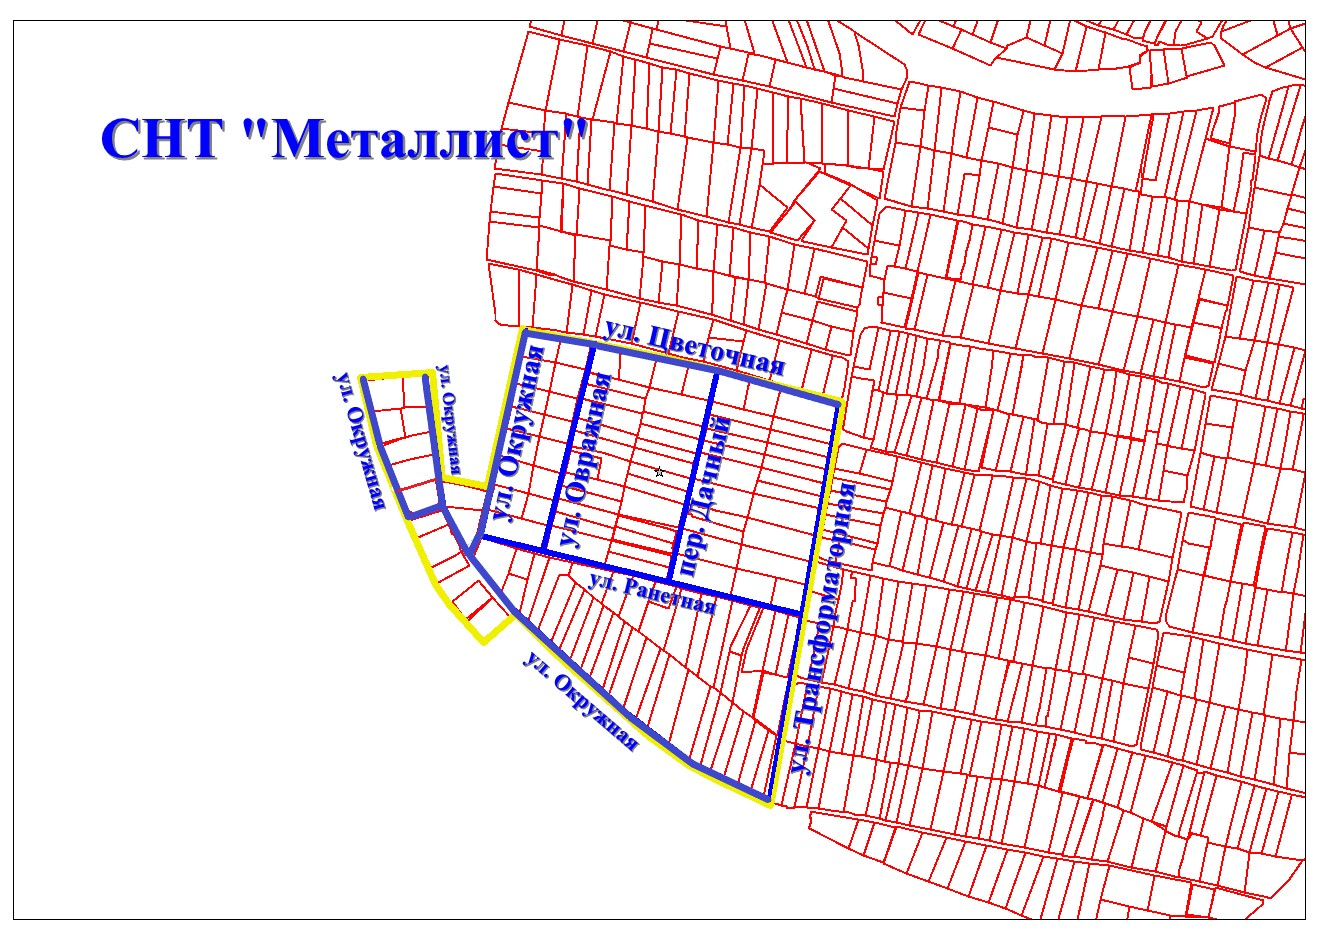 СНТ "Металлист"
ул. Цветочная
ул. Окружная
ул. Окружная
ул. Окружная
ул. Овражная
пер. Дачный
ул. Трансформаторная
ул. Ранетная
ул. Окружная